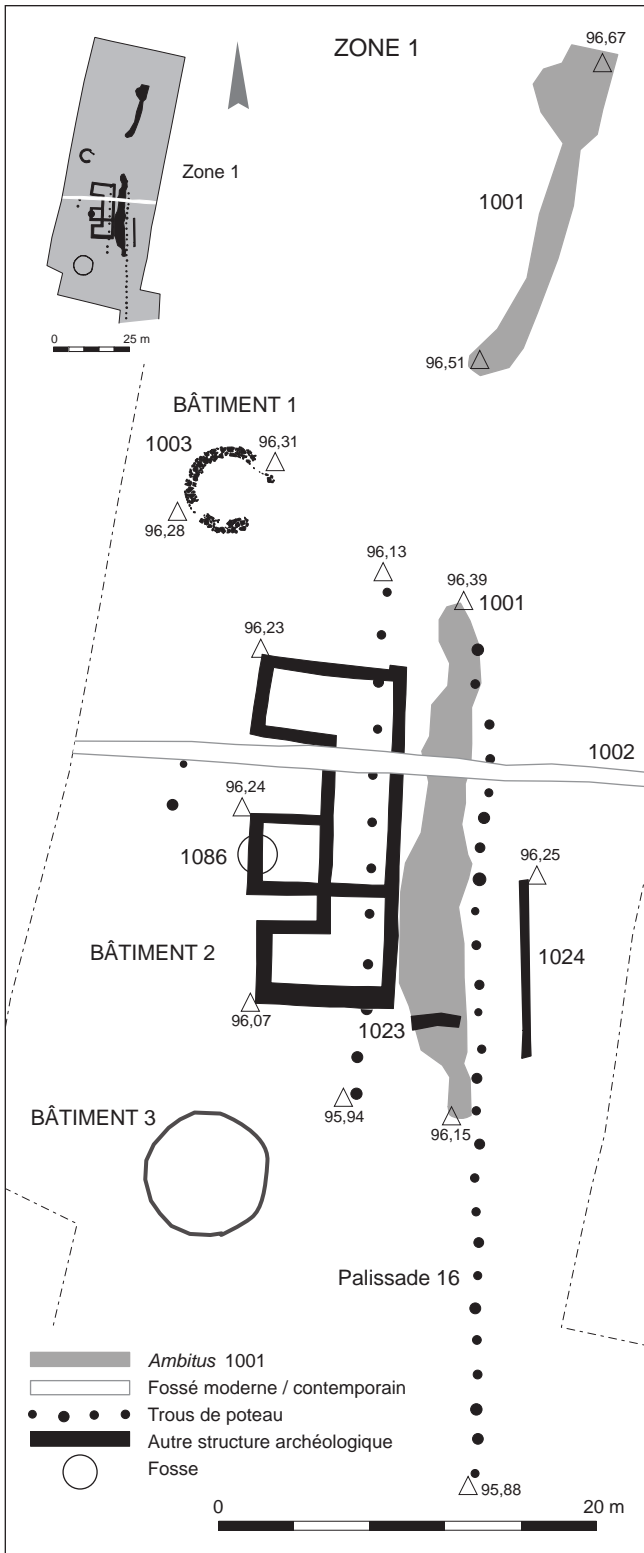 ZONE 1
96,67
Zone 1
1001
0 25 m
96,51
BÂTIMENT 1
1003
96,31
96,28
96,13
96,39
1001
96,23
1002
96,24
1086
96,25
BÂTIMENT 2
1024
96,07
1023
95,94
96,15
BÂTIMENT 3
Palissade 16
Ambitus 1001
Fossé moderne / contemporain
Trous de poteau
Autre structure archéologique
Fosse
95,88
0 20 m